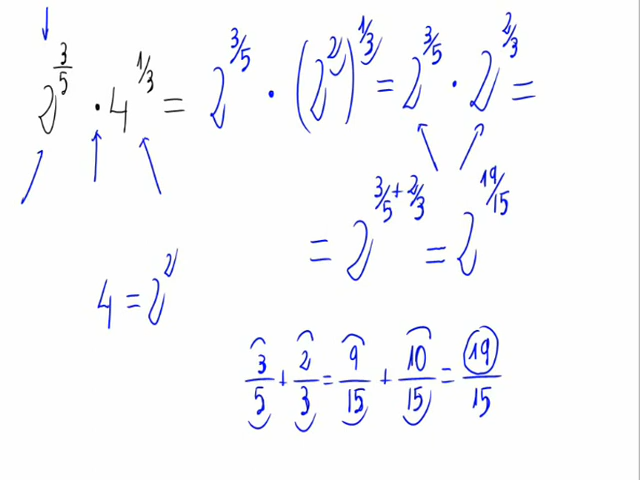 2^(3/5) · 4^(1/3) = 2^(3/5) · (2^2)^(1/3) = 2^(3/5) · 2^(2/3) =
= 2^(3/5 + 2/3) = 2^(19/15)
4 = 2^2
3/5 + 2/3 = 9/15 + 10/15 = 19/15